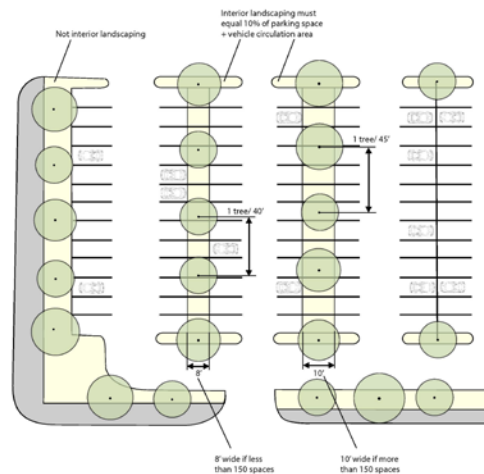 Interior landscaping must
equal 10% of parking space
+ vehicle circulation area
Not interior landscaping
1 tree/ 45'
1 tree/ 40'
8'
10'
8' wide if less
than 150 spaces
10' wide if more
than 150 spaces